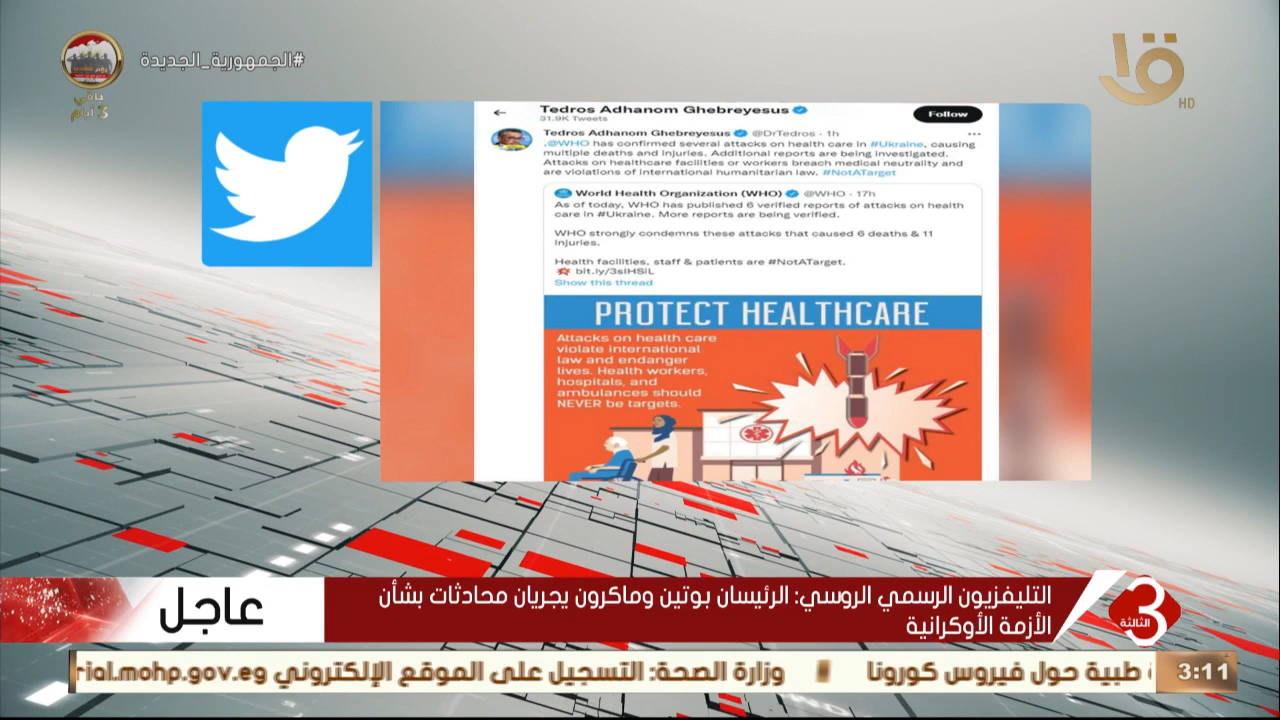 #الجمهورية_الجديدة
باقي
3 أيام
HD
Tedros Adhanom Ghebreyesus
31.9K Tweets
Follow
Tedros Adhanom Ghebreyesus @DrTedros · 1h
.@WHO has confirmed several attacks on health care in #Ukraine, causing
multiple deaths and injuries. Additional reports are being investigated.
Attacks on healthcare facilities or workers breach medical neutrality and
are violations of international humanitarian law. #NotATarget
World Health Organization (WHO) @WHO · 17h
As of today, WHO has published 6 verified reports of attacks on health
care in #Ukraine. More reports are being verified.
WHO strongly condemns these attacks that caused 6 deaths & 11
injuries.
Health facilities, staff & patients are #NotATarget.
bit.ly/3slHSiL
Show this thread
PROTECT HEALTHCARE
Attacks on health care
violate international
law and endanger
lives. Health workers,
hospitals, and
ambulances should
NEVER be targets.
عاجل
التليفزيون الرسمي الروسي: الرئيسان بوتين وماكرون يجريان محادثات بشأن
الأزمة الأوكرانية
3
الثالثة
طبية حول فيروس كورونا
وزارة الصحة: التسجيل على الموقع الإلكتروني rial.mohp.gov.eg
3:11